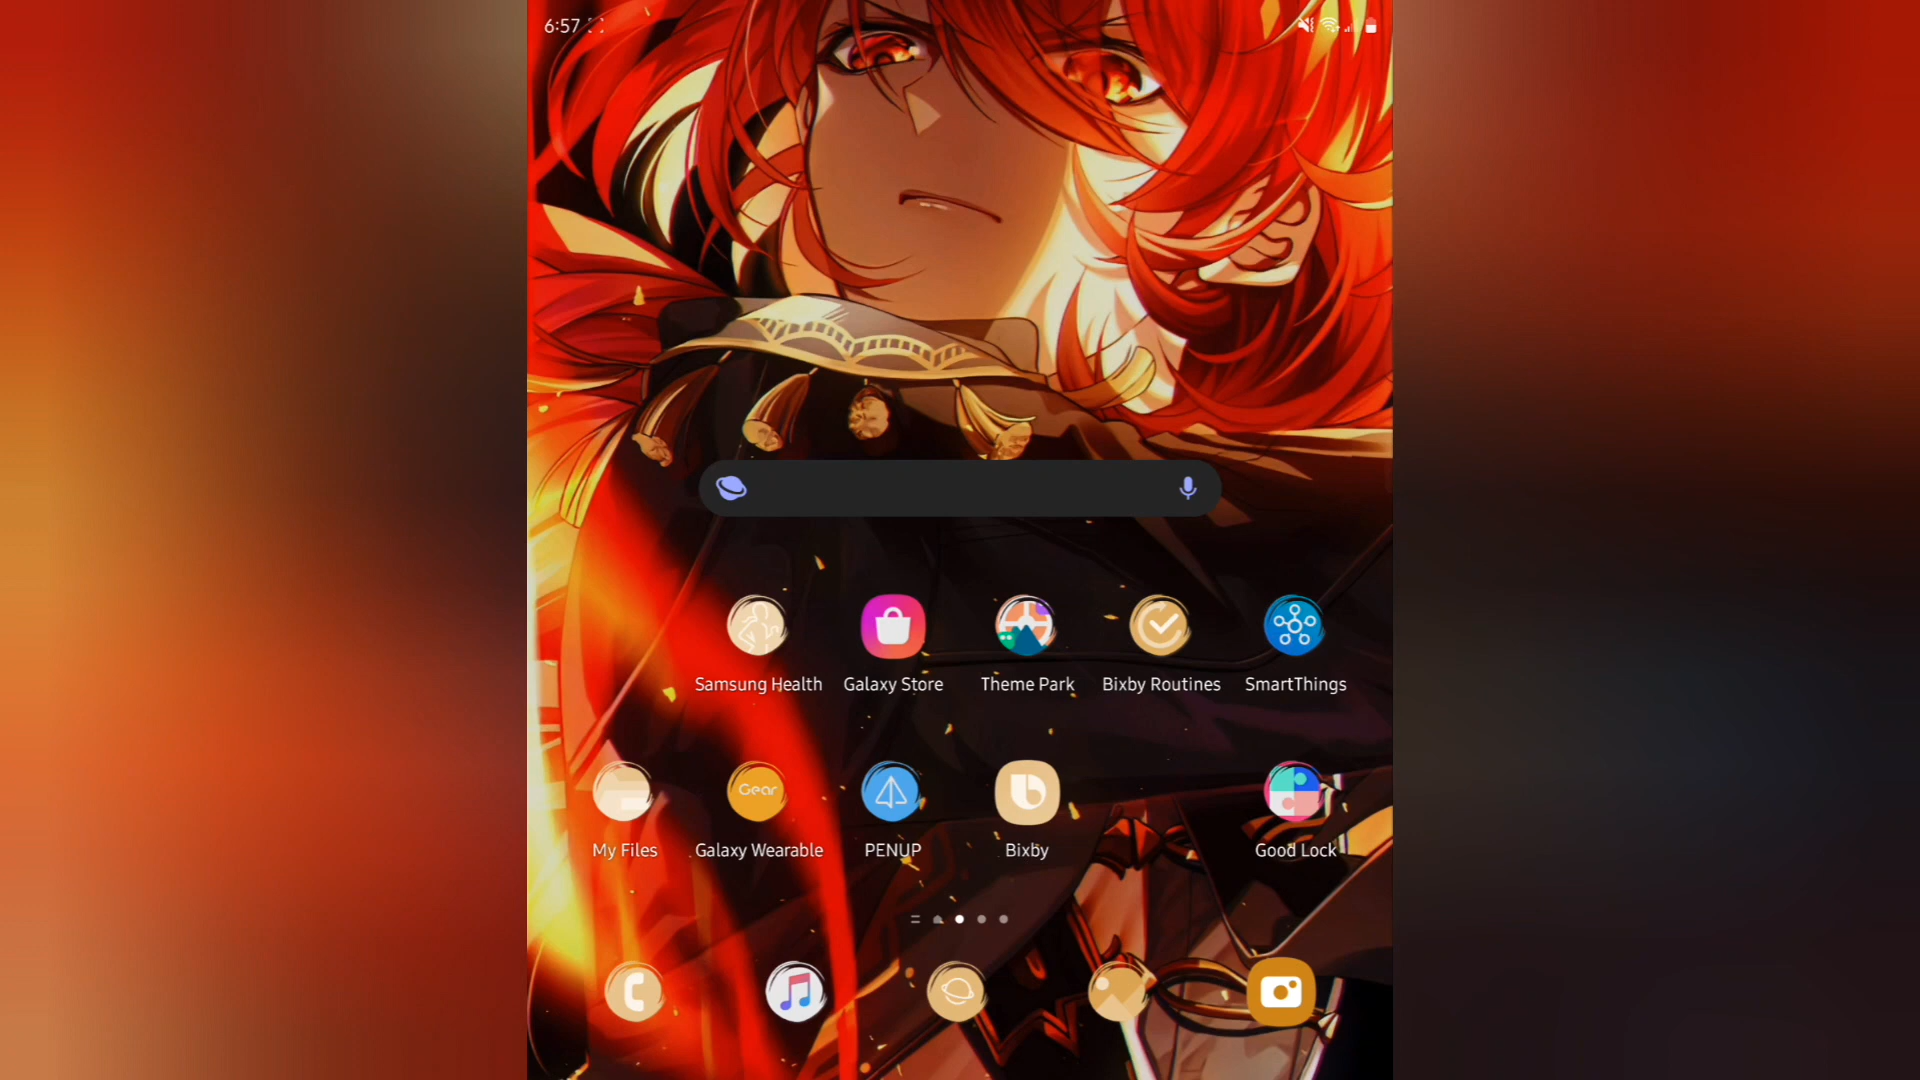 6:57
Samsung Health
Galaxy Store
Theme Park
Bixby Routines
SmartThings
Gear
My Files
Galaxy Wearable
PENUP
Bixby
Good Lock